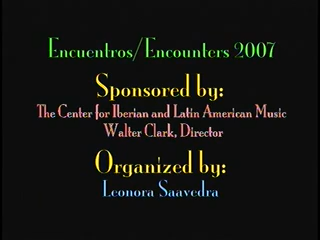 Encuentros/Encounters 2007
Sponsored by:
The Center for Iberian and Latin American Music
Walter Clark, Director
Organized by:
Leonora Saavedra